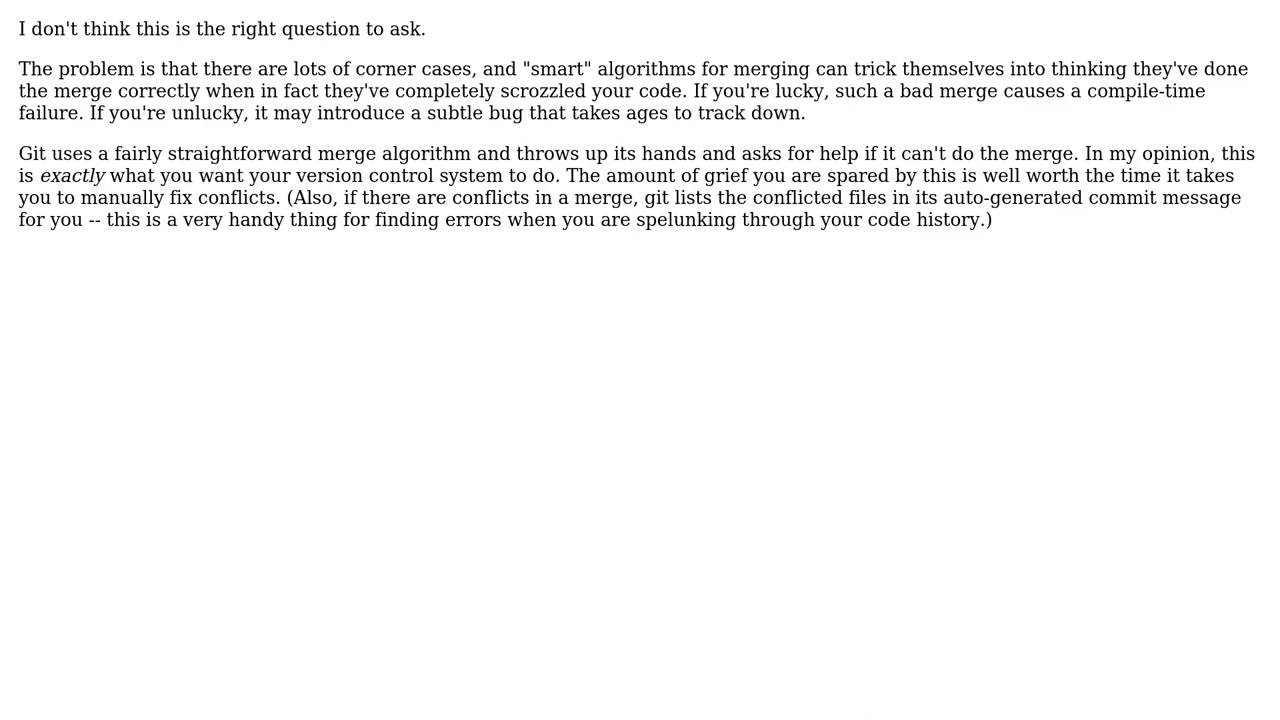 I don't think this is the right question to ask.
The problem is that there are lots of corner cases, and "smart" algorithms for merging can trick themselves into thinking they've done
the merge correctly when in fact they've completely scrozzled your code. If you're lucky, such a bad merge causes a compile-time
failure. If you're unlucky, it may introduce a subtle bug that takes ages to track down.
Git uses a fairly straightforward merge algorithm and throws up its hands and asks for help if it can't do the merge. In my opinion, this
is exactly what you want your version control system to do. The amount of grief you are spared by this is well worth the time it takes
you to manually fix conflicts. (Also, if there are conflicts in a merge, git lists the conflicted files in its auto-generated commit message
for you -- this is a very handy thing for finding errors when you are spelunking through your code history.)